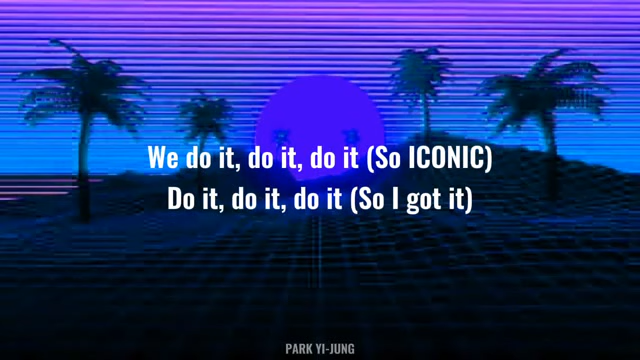 We do it, do it, do it (So ICONIC)
Do it, do it, do it (So I got it)
PARK YI-JUNG